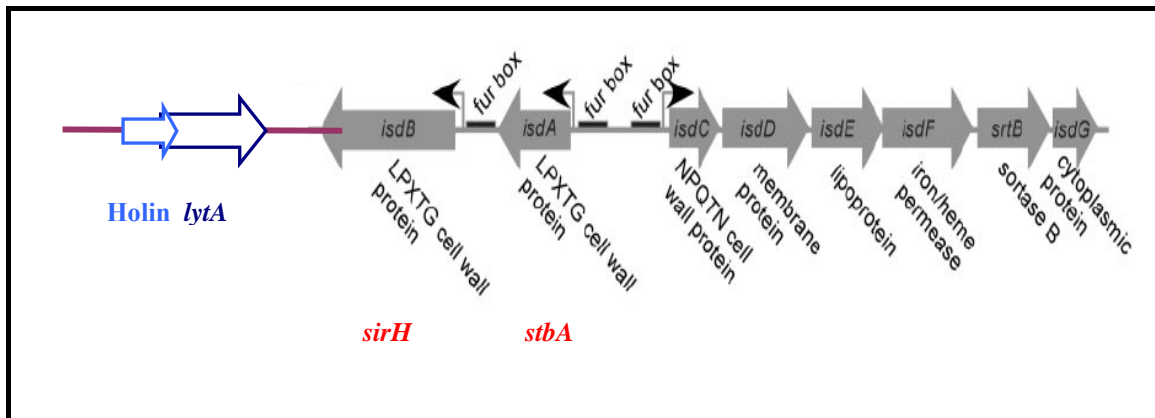 fur box
fur box
fur box
isdB
isdA
isdC
isdD
isdE
isdF
srtB
isdG
LPXTG cell wall
protein
LPXTG cell wall
protein
NPQTN cell
wall protein
membrane
protein
lipoprotein
iron/heme
permease
sortase B
cytoplasmic
protein
Holin lytA
sirH
stbA